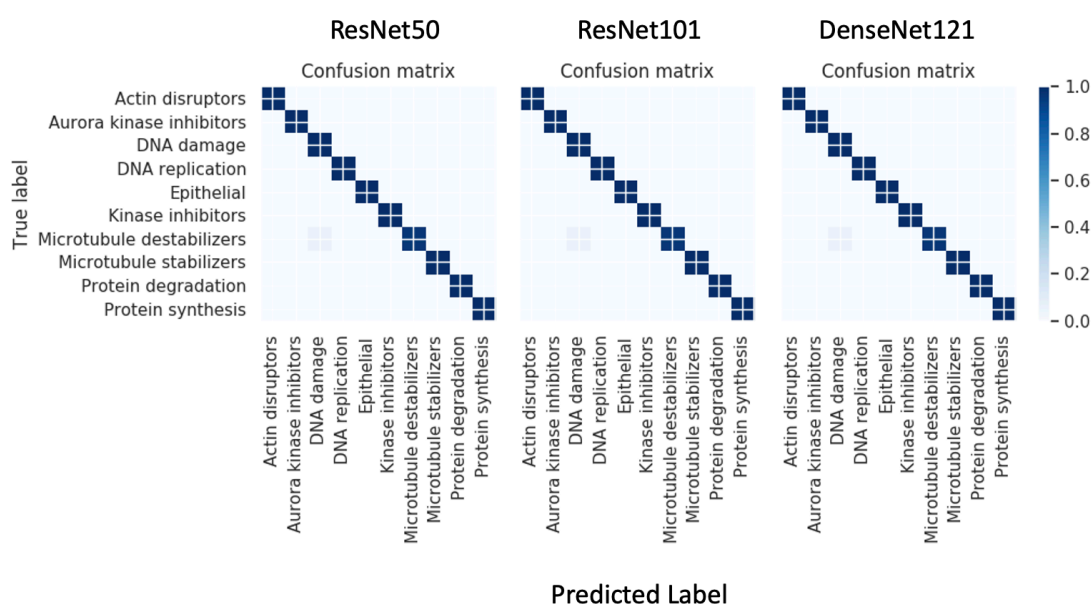 ResNet50
ResNet101
DenseNet121
Confusion matrix
Confusion matrix
Confusion matrix
True label
Actin disruptors
Aurora kinase inhibitors
DNA damage
DNA replication
Epithelial
Kinase inhibitors
Microtubule destabilizers
Microtubule stabilizers
Protein degradation
Protein synthesis
1.0
0.8
0.6
0.4
0.2
0.0
Actin disruptors
Aurora kinase inhibitors
DNA damage
DNA replication
Epithelial
Kinase inhibitors
Microtubule destabilizers
Microtubule stabilizers
Protein degradation
Protein synthesis
Actin disruptors
Aurora kinase inhibitors
DNA damage
DNA replication
Epithelial
Kinase inhibitors
Microtubule destabilizers
Microtubule stabilizers
Protein degradation
Protein synthesis
Actin disruptors
Aurora kinase inhibitors
DNA damage
DNA replication
Epithelial
Kinase inhibitors
Microtubule destabilizers
Microtubule stabilizers
Protein degradation
Protein synthesis
Predicted Label